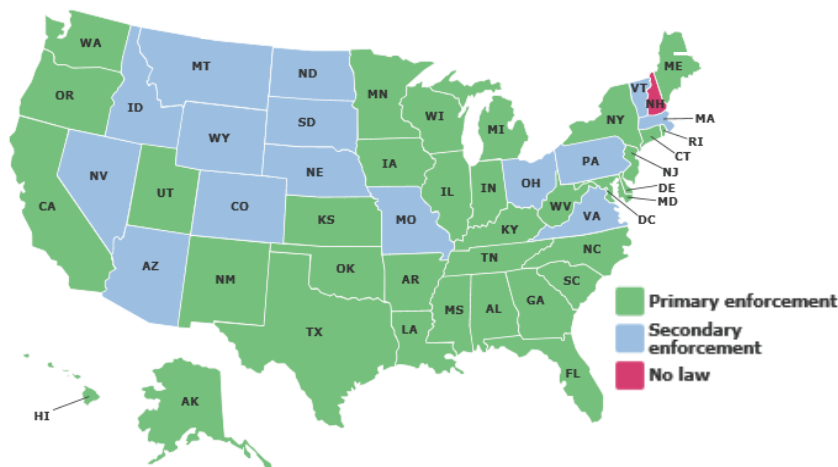 WA
MT
ND
MN
ME
VT
NH
OR
ID
SD
WI
MI
NY
MA
RI
WY
CT
NV
NE
IA
PA
NJ
UT
CO
IL
IN
OH
DE
MD
CA
KS
MO
WV
VA
DC
KY
AZ
NM
OK
AR
TN
NC
SC
TX
LA
MS
AL
GA
FL
HI
AK
Primary enforcement
Secondary
enforcement
No law